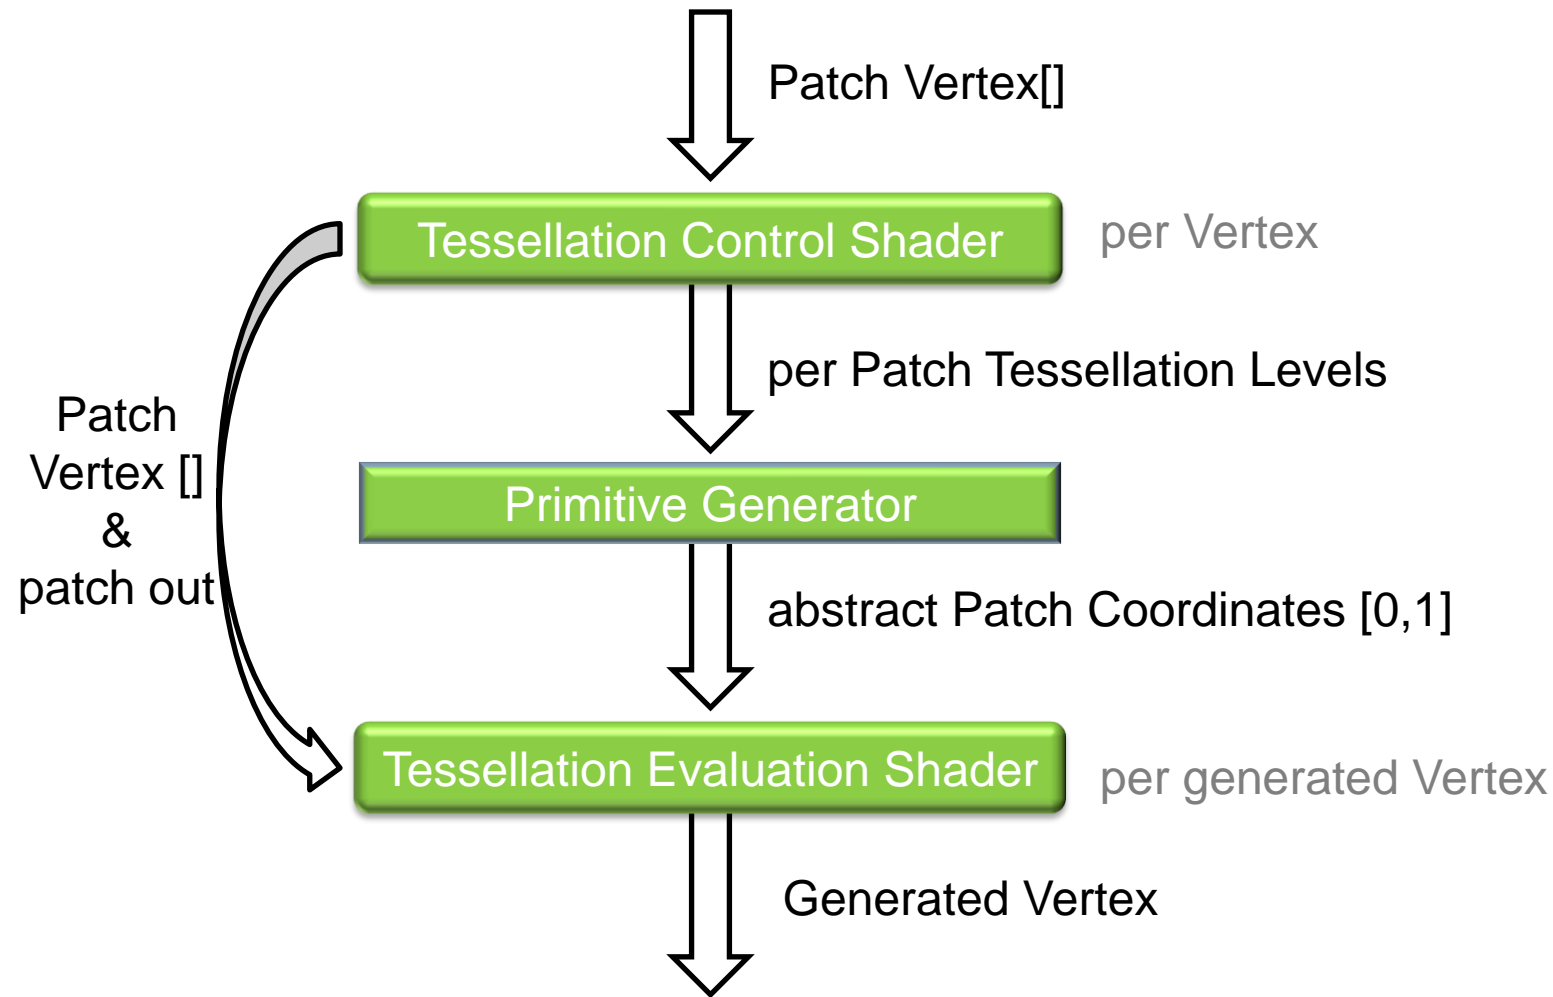 Patch Vertex[]
Tessellation Control Shader
per Vertex
per Patch Tessellation Levels
Patch
Vertex []
&
patch out
Primitive Generator
abstract Patch Coordinates [0,1]
Tessellation Evaluation Shader
per generated Vertex
Generated Vertex